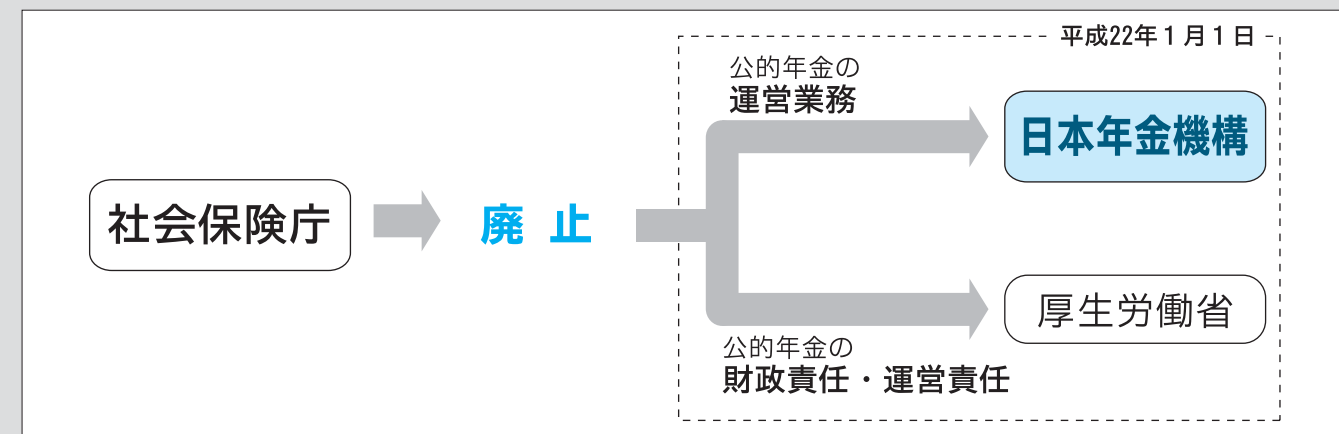 平成22年1月1日
公的年金の
運営業務
日本年金機構
社会保険庁
廃止
厚生労働省
公的年金の
財政責任・運営責任